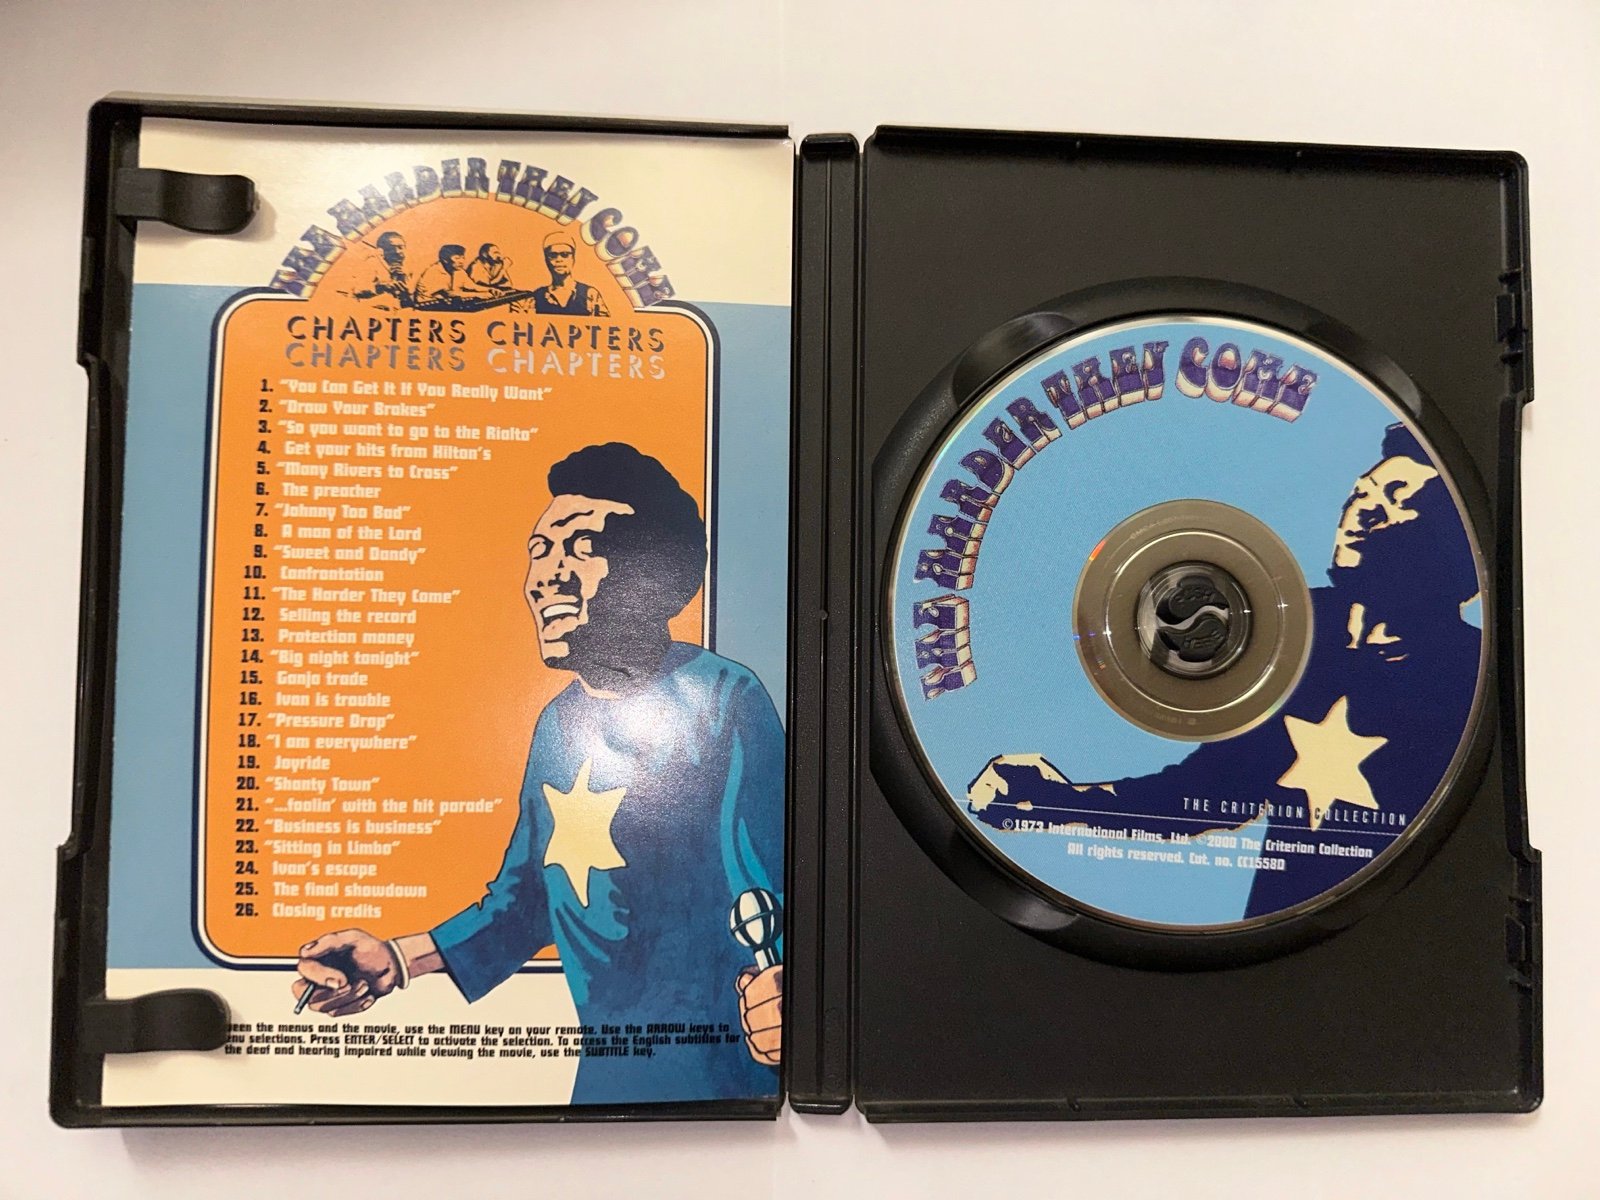 THE HARDER THEY COME
CHAPTERS CHAPTERS
CHAPTERS CHAPTERS
1. "You Can Get It If You Really Want"
2. "Draw Your Brakes"
3. "So you want to go to the Rialto"
4. Get your hits from Hilton's
5. "Many Rivers to Cross"
6. The preacher
7. "Johnny Too Bad"
8. A man of the Lord
9. "Sweet and Dandy"
10. Confrontation
11. "The Harder They Come"
12. Selling the record
13. Protection money
14. "Big night tonight"
15. Ganja trade
16. Ivan is trouble
17. "Pressure Drop"
18. "I am everywhere"
19. Joyride
20. "Shanty Town"
21. "...foolin' with the hit parade"
22. "Business is business"
23. "Sitting in Limbo"
24. Ivan's escape
25. The final showdown
26. Closing credits
the menus and the movie, use the MENU key on your remote. Use the ARROW keys to
selections. Press ENTER/SELECT to activate the selection. To access the English subtitles for
the deaf and hearing impaired while viewing the movie, use the SUBTITLE key.
THE HARDER THEY COME
PUSH
HERE
THE CRITERION COLLECTION
©1973 International Films, Ltd. ©2000 The Criterion Collection
All rights reserved. Cat. no. CC1558D